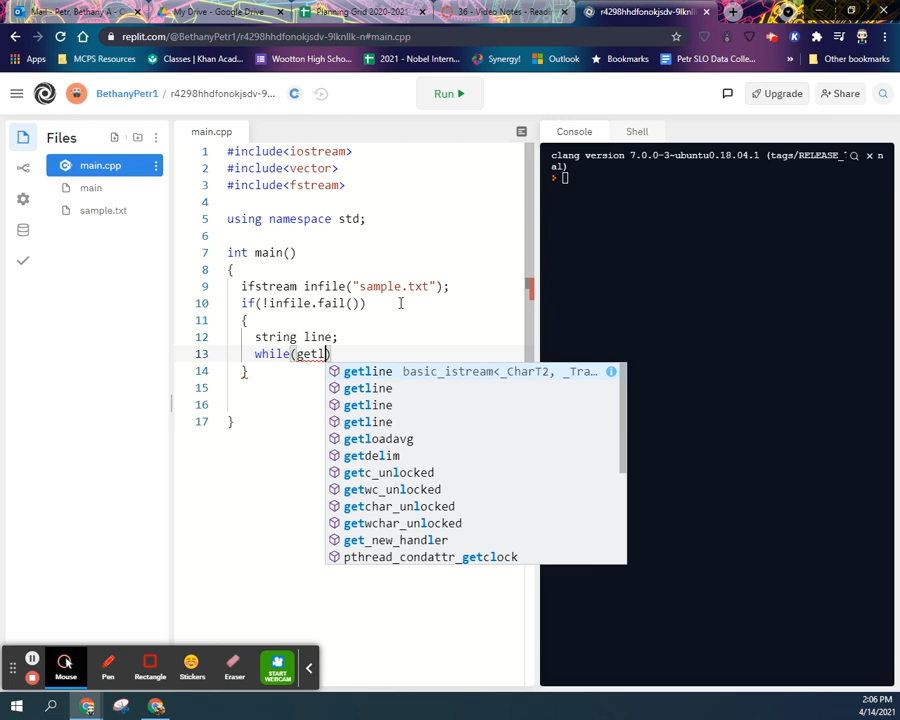 Mail - Petr, Bethany A - C
My Drive - Google Drive
Planning Grid 2020-2021
36 - Video Notes - Readin
r4298hhdfonokjsdv-9lknllk
replit.com/@BethanyPetr1/r4298hhdfonokjsdv-9lknllk-n#main.cpp
Apps
MCPS Resources
Classes | Khan Acad...
Wootton High Scho...
2021 - Nobel Intern...
Synergy!
Outlook
Bookmarks
Petr SLO Data Collec...
»
Other bookmarks
BethanyPetr1 / r4298hhdfonokjsdv-9...
Run
Upgrade
Share
Files
main.cpp
main
sample.txt
main.cpp
1 #include<iostream>
2 #include<vector>
3 #include<fstream>
4
5 using namespace std;
6
7 int main()
8 {
9 ifstream infile("sample.txt");
10 if(!infile.fail())
11 {
12 string line;
13 while(getl)
14 }
15
16
17 }
getline basic_istream<_CharT2, _Tra...
getline
getline
getline
getloadavg
getdelim
getc_unlocked
getwc_unlocked
getchar_unlocked
getwchar_unlocked
get_new_handler
pthread_condattr_getclock
Console
Shell
clang version 7.0.0-3-ubuntu0.18.04.1 (tags/RELEASE_
al)
Mouse
Pen
Rectangle
Stickers
Eraser
START
WEBCAM
2:06 PM
4/14/2021